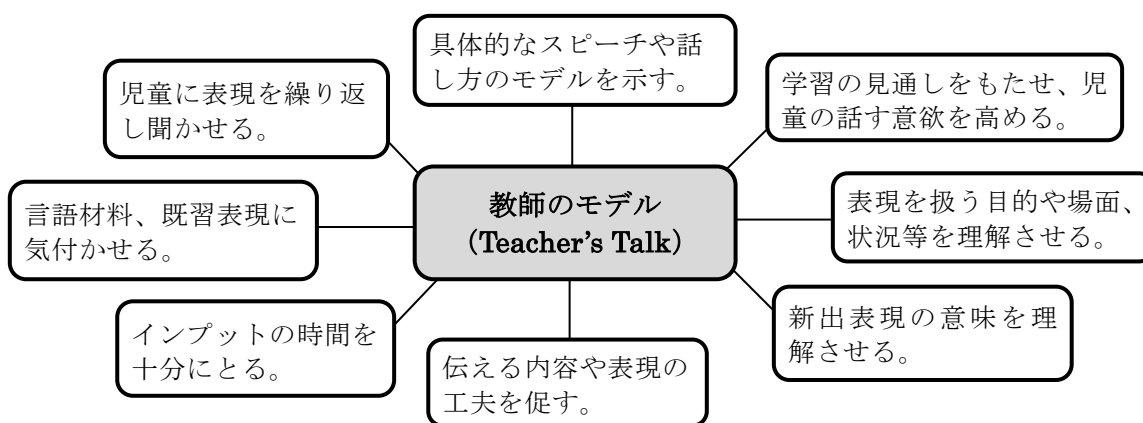 具体的なスピーチや話
し方のモデルを示す。
児童に表現を繰り返
し聞かせる。
学習の見通しをもたせ、児
童の話す意欲を高める。
言語材料、既習表現に
気付かせる。
教師のモデル
(Teacher's Talk)
表現を扱う目的や場面、
状況等を理解させる。
インプットの時間を
十分にとる。
伝える内容や表現の
工夫を促す。
新出表現の意味を理
解させる。